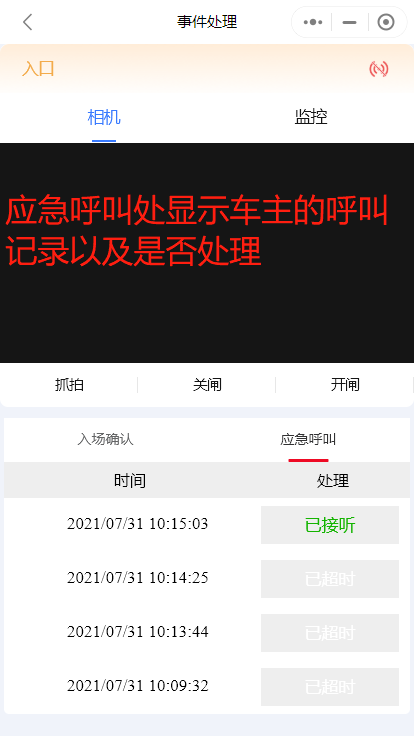 事件处理
入口
相机 监控
应急呼叫处显示车主的呼叫
记录以及是否处理
抓拍 关闸 开闸
入场确认 应急呼叫
时间 处理
2021/07/31 10:15:03 已接听
2021/07/31 10:14:25 已超时
2021/07/31 10:13:44 已超时
2021/07/31 10:09:32 已超时